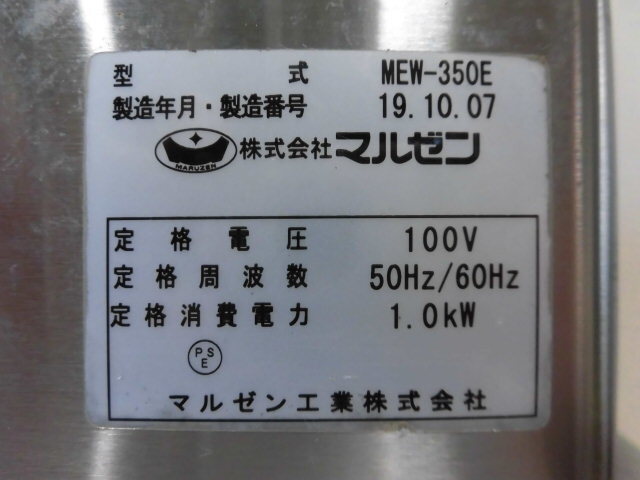 型式 MEW-350E
製造年月・製造番号 19.10.07
MARUZEN 株式会社マルゼン
定格電圧 100V
定格周波数 50Hz/60Hz
定格消費電力 1.0kW
PS
E
マルゼン工業株式会社